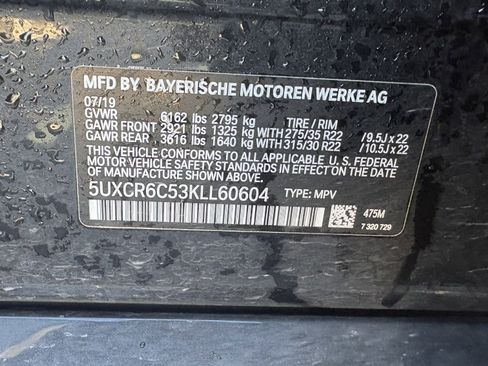 MFD BY BAYERISCHE MOTOREN WERKE AG
07/19
GVWR 6162 lbs 2795 kg TIRE / RIM
GAWR FRONT 2921 lbs 1325 kg WITH 275/35 R22 / 9.5J x 22
GAWR REAR 3616 lbs 1640 kg WITH 315/30 R22 / 10.5J x 22
THIS VEHICLE CONFORMS TO ALL APPLICABLE U. S. FEDERAL
MOTOR VEHICLE SAFETY STANDARDS IN EFFECT ON THE DATE
OF MANUFACTURE SHOWN ABOVE.
5UXCR6C53KLL60604 TYPE: MPV
475M
7 320 729